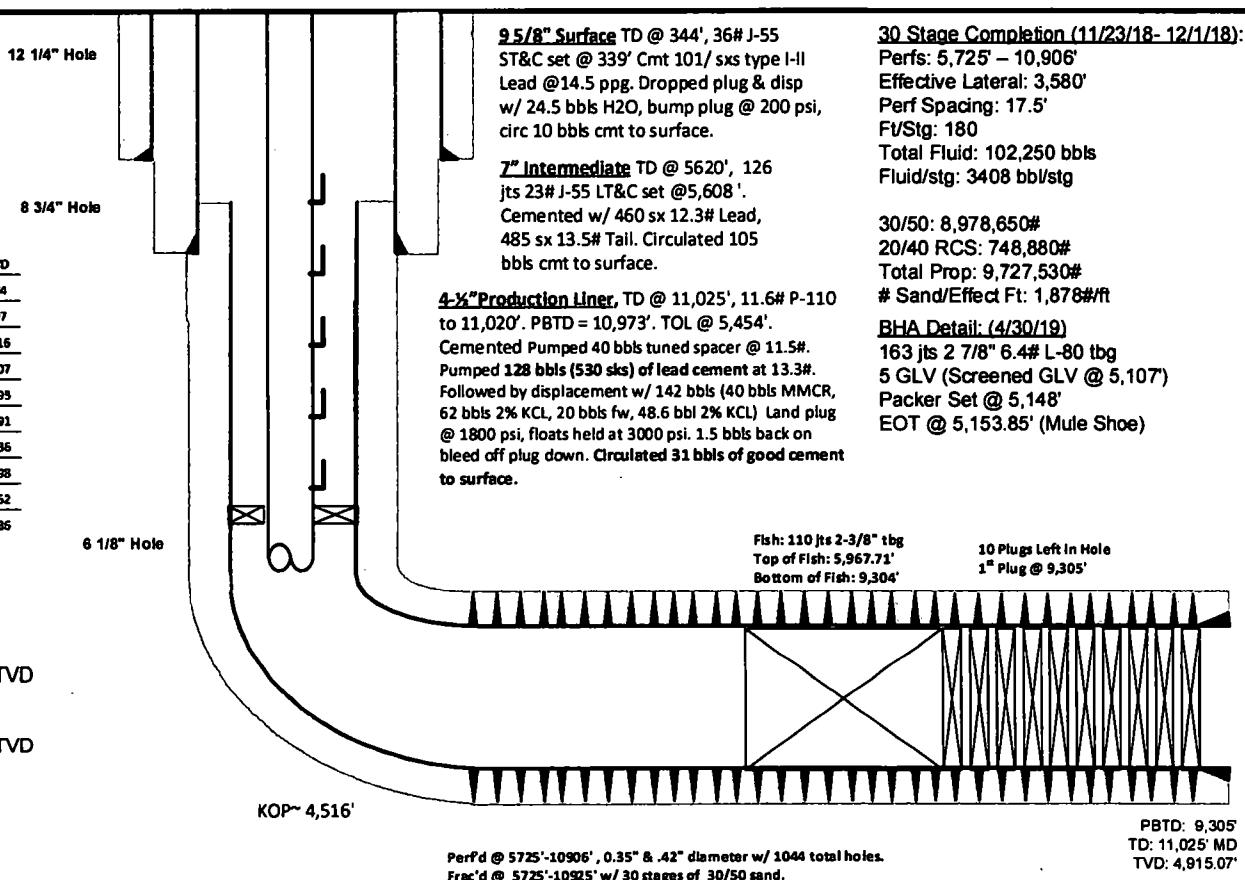 12 1/4" Hole
8 3/4" Hole
6 1/8" Hole
9 5/8" Surface TD @ 344', 36# J-55
ST&C set @ 339' Cmt 101/ sxs type I-II
Lead @14.5 ppg. Dropped plug & disp
w/ 24.5 bbls H2O, bump plug @ 200 psi,
circ 10 bbls cmt to surface.
7" Intermediate TD @ 5620', 126
jts 23# J-55 LT&C set @5,608 '.
Cemented w/ 460 sx 12.3# Lead,
485 sx 13.5# Tail. Circulated 105
bbls cmt to surface.
4-½"Production Liner, TD @ 11,025', 11.6# P-110
to 11,020'. PBTD = 10,973'. TOL @ 5,454'.
Cemented Pumped 40 bbls tuned spacer @ 11.5#.
Pumped 128 bbls (530 sks) of lead cement at 13.3#.
Followed by displacement w/ 142 bbls (40 bbls MMCR,
62 bbls 2% KCL, 20 bbls fw, 48.6 bbl 2% KCL) Land plug
@ 1800 psi, floats held at 3000 psi. 1.5 bbls back on
bleed off plug down. Circulated 31 bbls of good cement
to surface.
30 Stage Completion (11/23/18- 12/1/18):
Perfs: 5,725' – 10,906'
Effective Lateral: 3,580'
Perf Spacing: 17.5'
Ft/Stg: 180
Total Fluid: 102,250 bbls
Fluid/stg: 3408 bbl/stg
30/50: 8,978,650#
20/40 RCS: 748,880#
Total Prop: 9,727,530#
# Sand/Effect Ft: 1,878#/ft
BHA Detail: (4/30/19)
163 jts 2 7/8" 6.4# L-80 tbg
5 GLV (Screened GLV @ 5,107')
Packer Set @ 5,148'
EOT @ 5,153.85' (Mule Shoe)
Fish: 110 jts 2-3/8" tbg
Top of Fish: 5,967.71'
Bottom of Fish: 9,304'
10 Plugs Left in Hole
1st Plug @ 9,305'
TVD
TVD
KOP~ 4,516'
PBTD: 9,305'
TD: 11,025' MD
TVD: 4,915.07'
Perf'd @ 5725'-10906' , 0.35" & .42" diameter w/ 1044 total holes.
Frac'd @ 5725'-10925' w/ 30 stages of 30/50 sand.